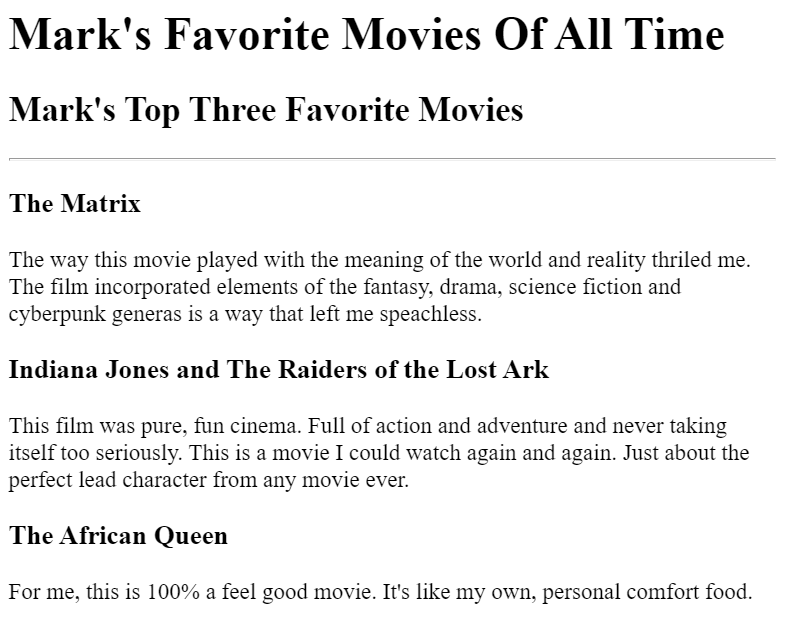 Mark's Favorite Movies Of All Time
Mark's Top Three Favorite Movies
The Matrix
The way this movie played with the meaning of the world and reality thriled me.
The film incorporated elements of the fantasy, drama, science fiction and
cyberpunk generas is a way that left me speachless.
Indiana Jones and The Raiders of the Lost Ark
This film was pure, fun cinema. Full of action and adventure and never taking
itself too seriously. This is a movie I could watch again and again. Just about the
perfect lead character from any movie ever.
The African Queen
For me, this is 100% a feel good movie. It's like my own, personal comfort food.